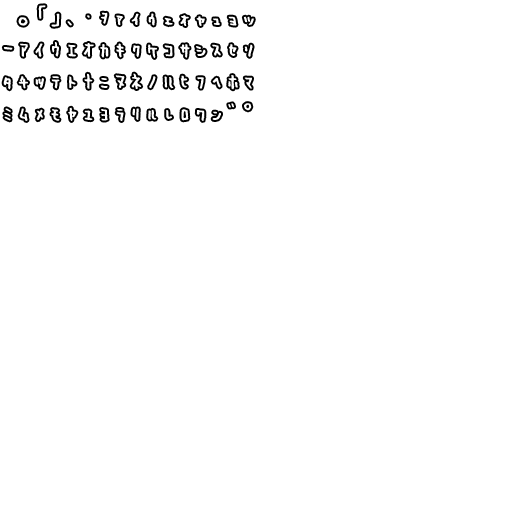 。「」、・ヲァィゥェォャュョッ
ーアイウエオカキクケコサシスセソ
タチツテトナニヌネノハヒフヘホマ
ミムメモヤユヨラリルレロワン゛゜